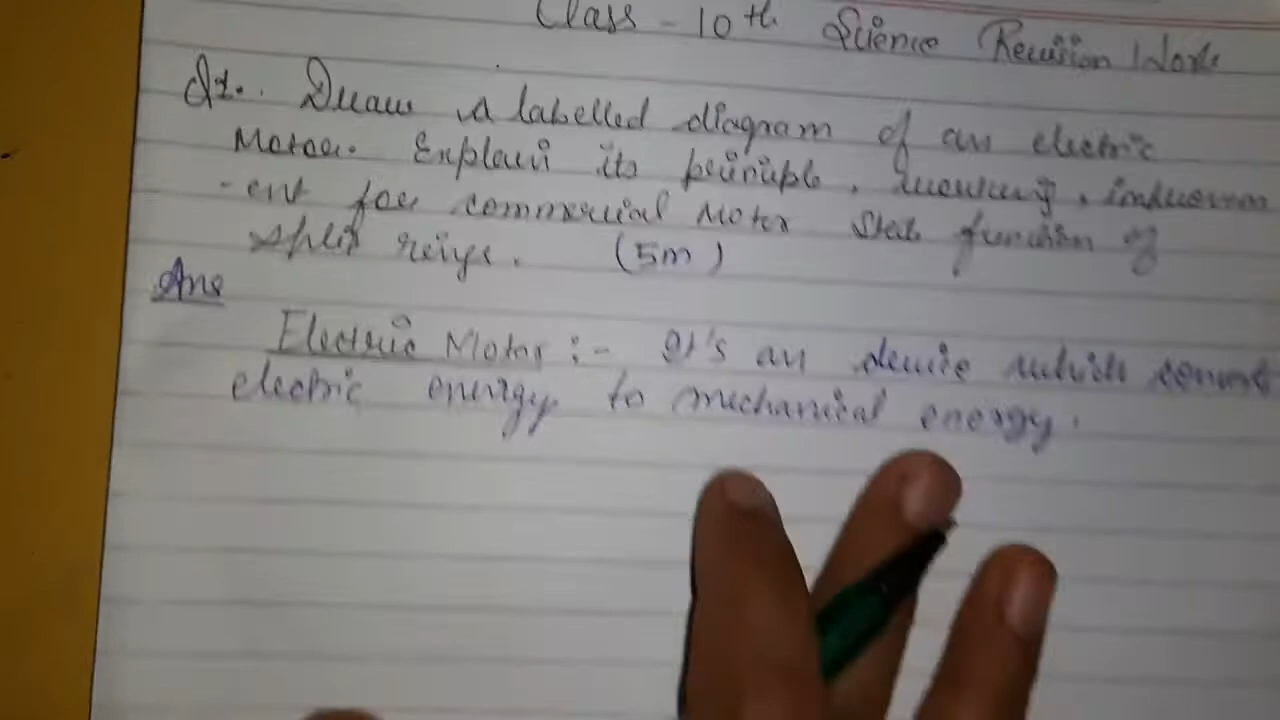 Class - 10th Science Revision Work
Q1. Draw a labelled diagram of an electric
Motor. Explain its principle, working, improvem
-ent for commercial Motor State function of
split rings. (5m)
Ans
Electric Motor :- It's an device which convert
electric energy to mechanical energy.